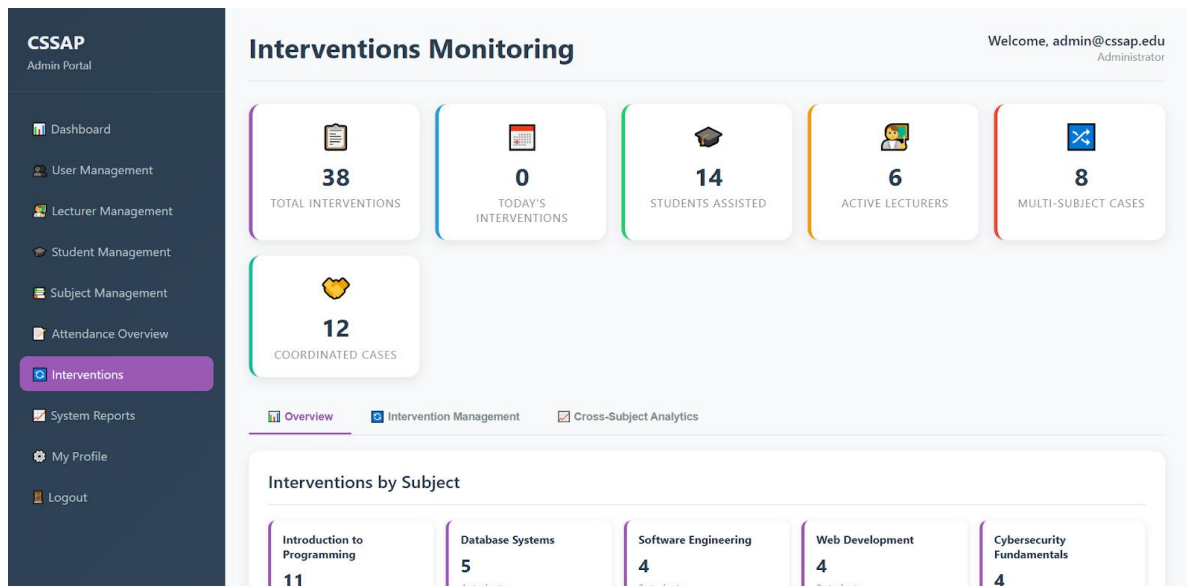 CSSAP
Admin Portal
Dashboard
User Management
Lecturer Management
Student Management
Subject Management
Attendance Overview
Interventions
System Reports
My Profile
Logout
Interventions Monitoring
Welcome, admin@cssap.edu
Administrator
38
TOTAL INTERVENTIONS
0
TODAY'S
INTERVENTIONS
14
STUDENTS ASSISTED
6
ACTIVE LECTURERS
8
MULTI-SUBJECT CASES
12
COORDINATED CASES
Overview
Intervention Management
Cross-Subject Analytics
Interventions by Subject
Introduction to
Programming
11
Database Systems
5
Software Engineering
4
Web Development
4
Cybersecurity
Fundamentals
4